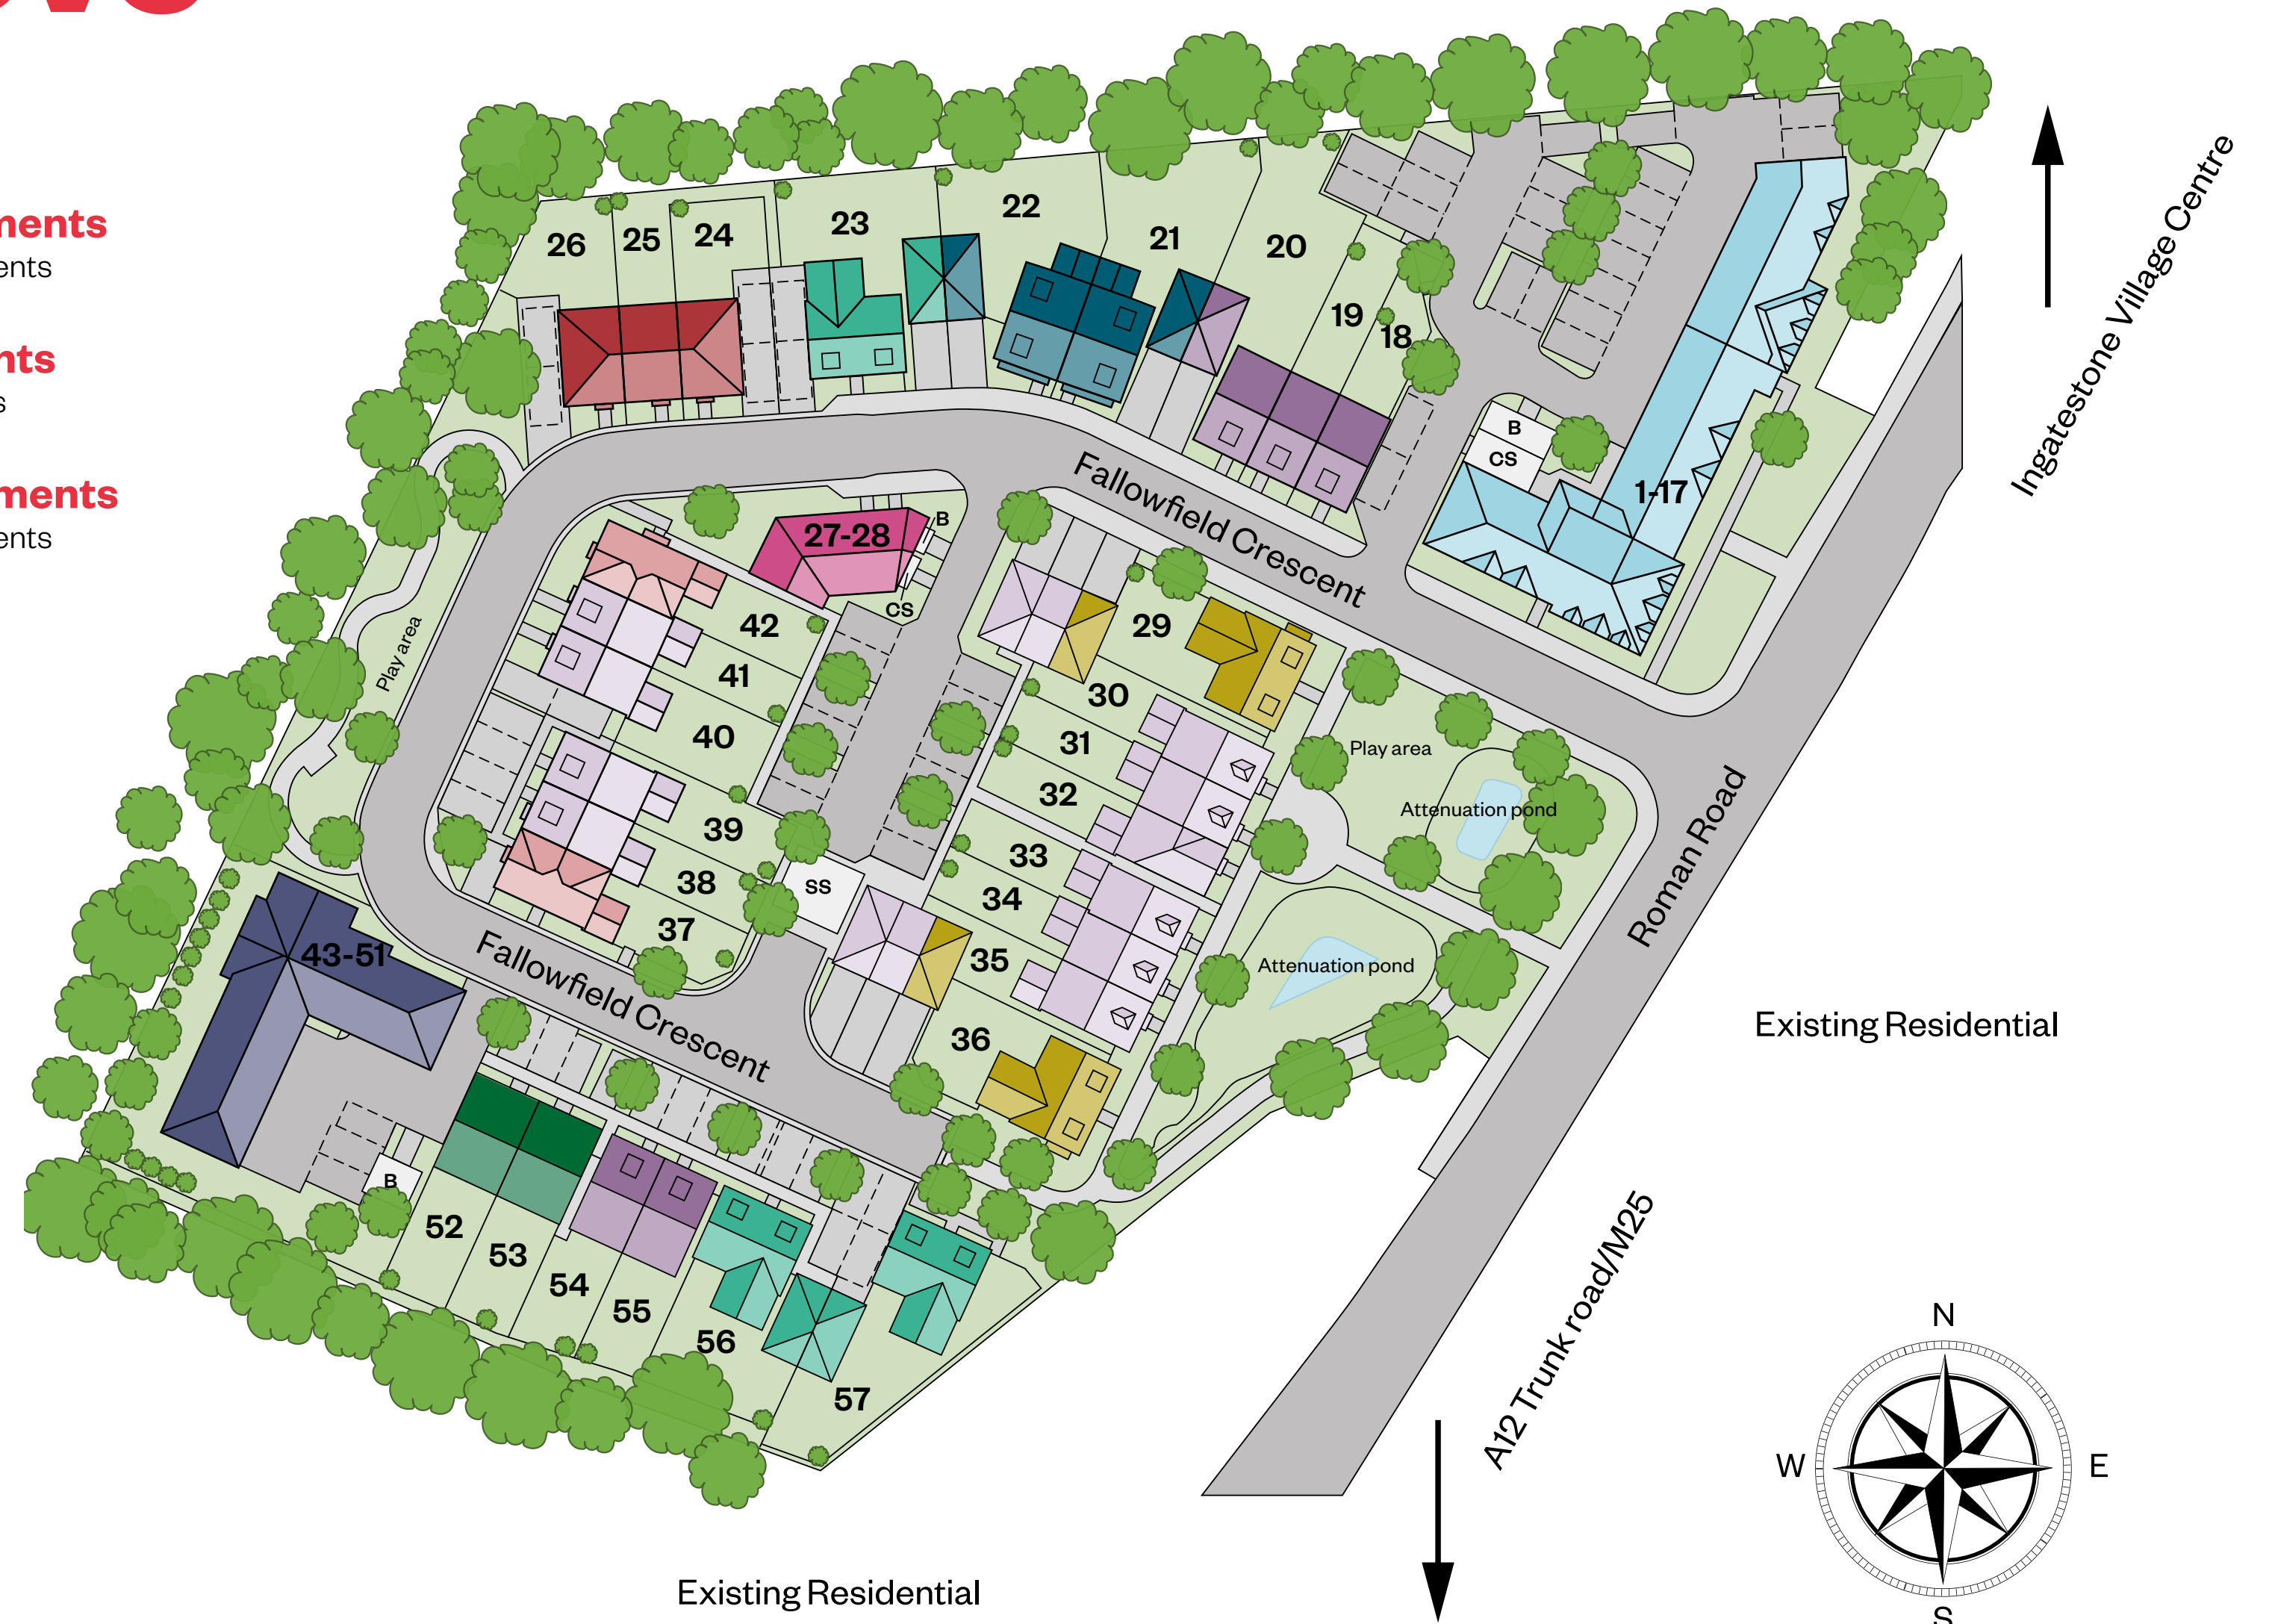 ments
ents
nts
s
ments
ents
26
25
24
23
22
21
20
19
18
Ingatestone Village Centre
B
CS
1-17
Fallowfield Crescent
27-28
B
CS
42
41
40
39
38
37
29
30
31
32
33
34
35
36
Play area
Play area
Attenuation pond
Attenuation pond
Roman Road
SS
43-51
Fallowfield Crescent
B
52
53
54
55
56
57
Existing Residential
A12 Trunk road/M25
Existing Residential
N
W
E
S